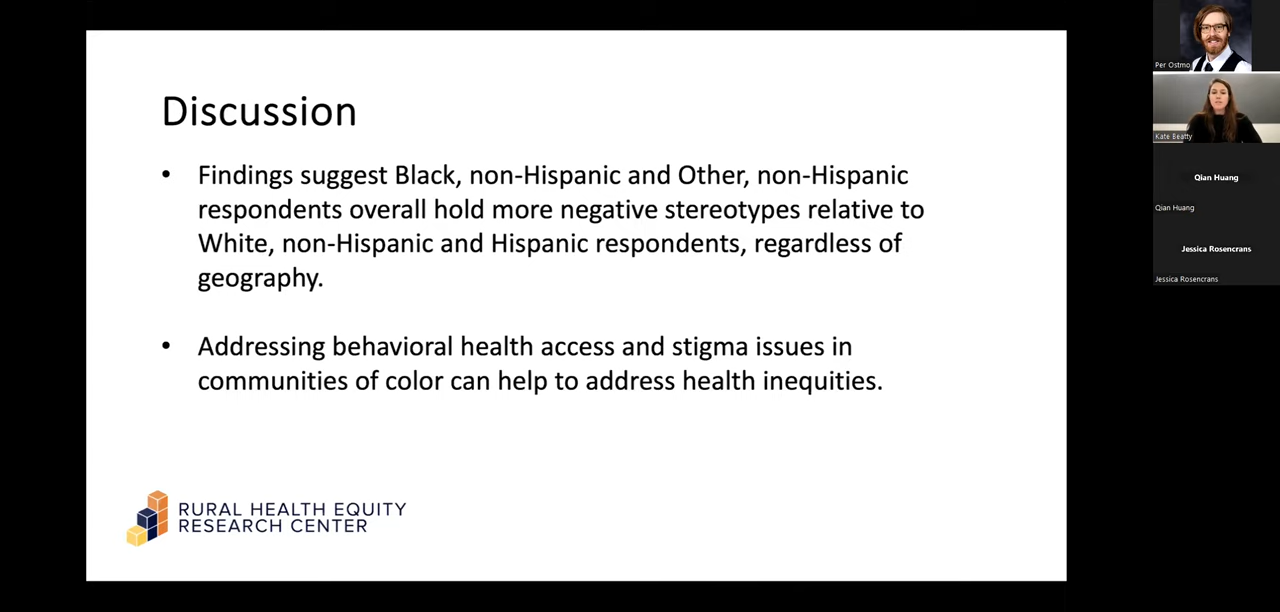 Discussion
• Findings suggest Black, non-Hispanic and Other, non-Hispanic
respondents overall hold more negative stereotypes relative to
White, non-Hispanic and Hispanic respondents, regardless of
geography.
• Addressing behavioral health access and stigma issues in
communities of color can help to address health inequities.
RURAL HEALTH EQUITY
RESEARCH CENTER
Per Ostmo
Kate Beatty
Qian Huang
Qian Huang
Jessica Rosencrans
Jessica Rosencrans